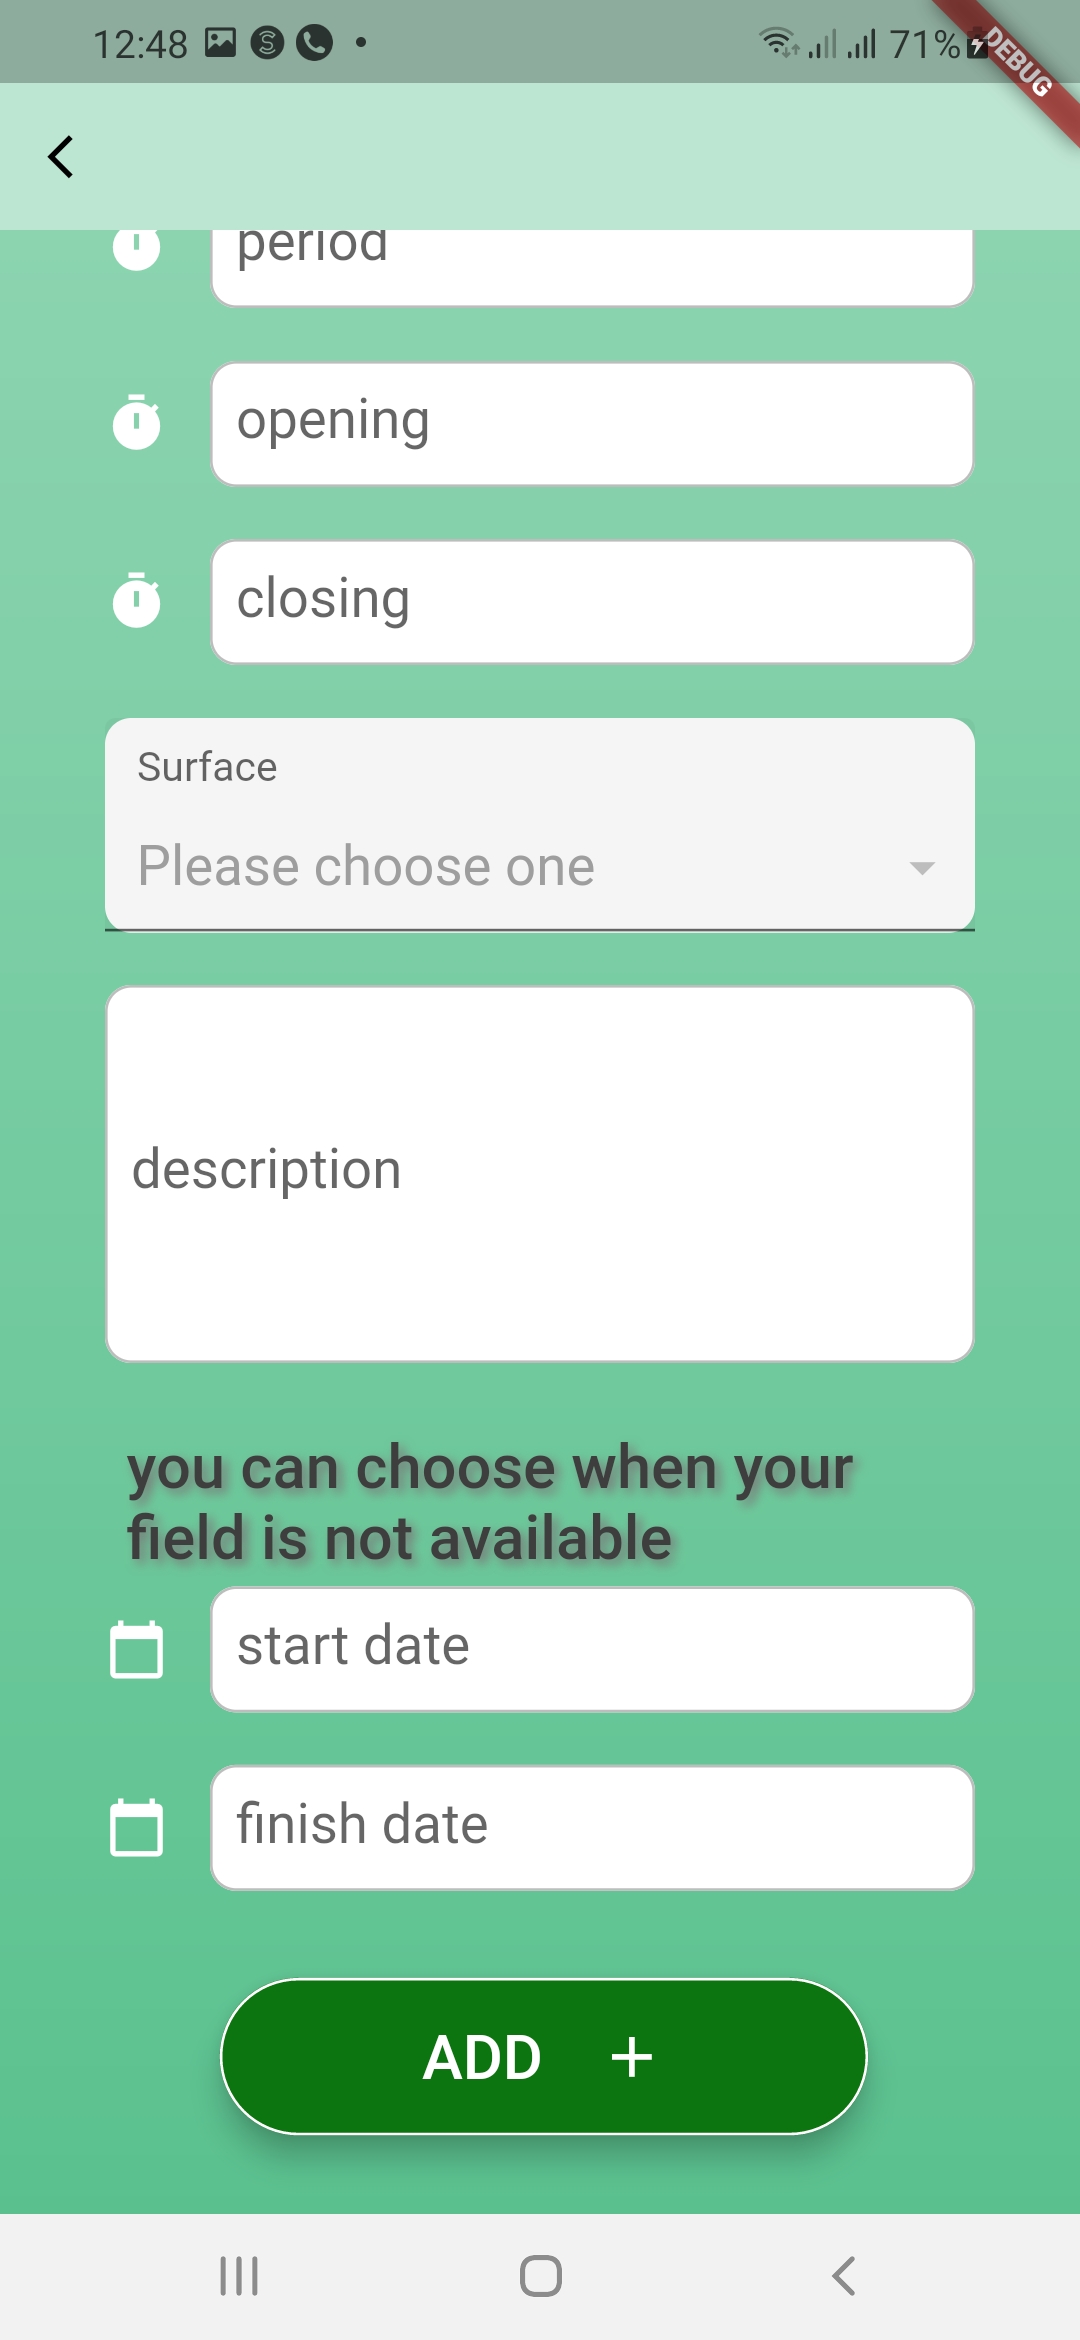 12:48
71%
DEBUG
period
opening
closing
Surface
Please choose one
description
you can choose when your
field is not available
start date
finish date
ADD +